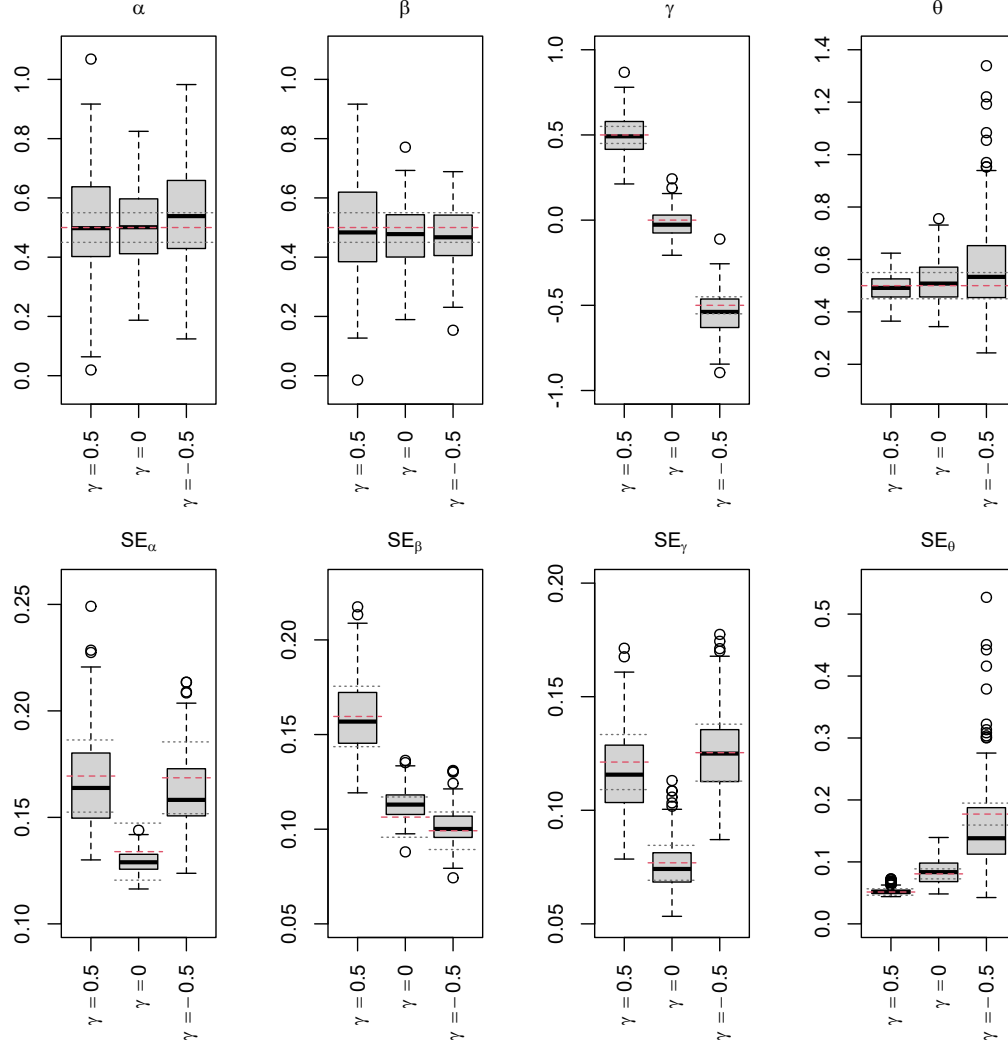 α β γ θ
0.0 0.2 0.4 0.6 0.8 1.0
γ = 0.5 γ = 0 γ = − 0.5
0.0 0.2 0.4 0.6 0.8 1.0
γ = 0.5 γ = 0 γ = − 0.5
-1.0 -0.5 0.0 0.5 1.0
γ = 0.5 γ = 0 γ = − 0.5
0.2 0.4 0.6 0.8 1.0 1.2 1.4
γ = 0.5 γ = 0 γ = − 0.5
SEα SEβ SEγ SEθ
0.10 0.15 0.20 0.25
γ = 0.5 γ = 0 γ = − 0.5
0.05 0.10 0.15 0.20
γ = 0.5 γ = 0 γ = − 0.5
0.05 0.10 0.15 0.20
γ = 0.5 γ = 0 γ = − 0.5
0.0 0.1 0.2 0.3 0.4 0.5
γ = 0.5 γ = 0 γ = − 0.5